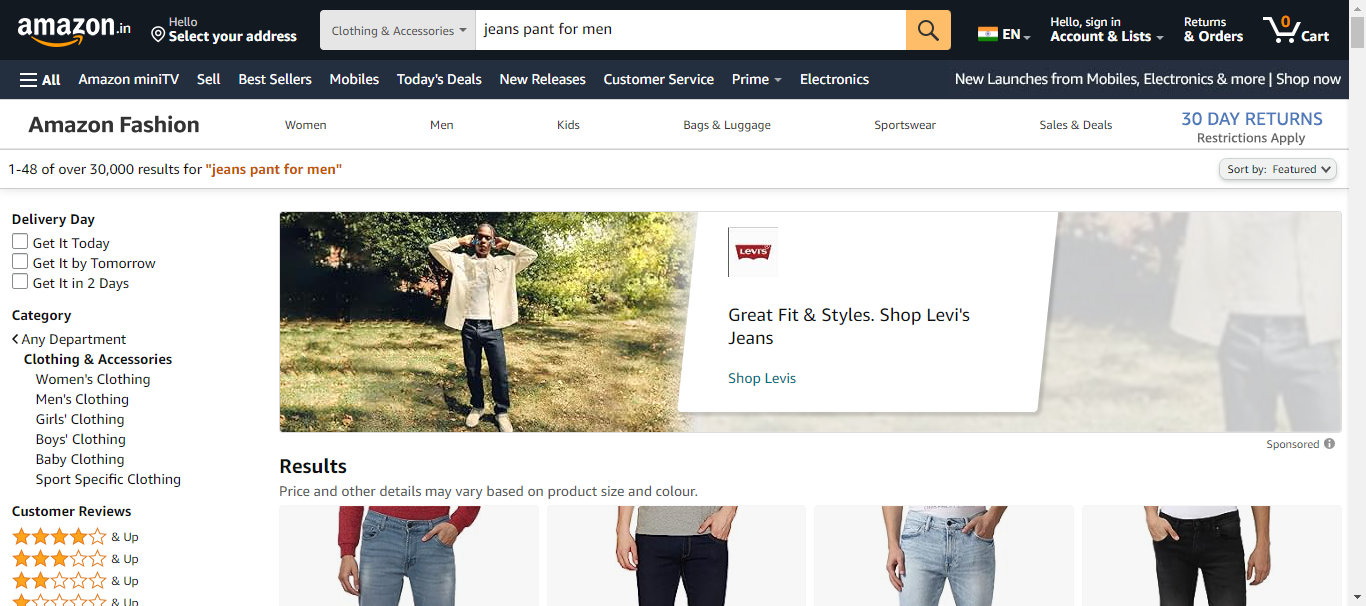 amazon.in
Hello
Select your address
Clothing & Accessories
jeans pant for men
EN
Hello, sign in
Account & Lists
Returns
& Orders
0
Cart
All
Amazon miniTV
Sell
Best Sellers
Mobiles
Today's Deals
New Releases
Customer Service
Prime
Electronics
New Launches from Mobiles, Electronics & more | Shop now
Amazon Fashion
Women
Men
Kids
Bags & Luggage
Sportswear
Sales & Deals
30 DAY RETURNS
Restrictions Apply
1-48 of over 30,000 results for "jeans pant for men"
Sort by: Featured
Delivery Day
Get It Today
Get It by Tomorrow
Get It in 2 Days
Category
Any Department
Clothing & Accessories
Women's Clothing
Men's Clothing
Girls' Clothing
Boys' Clothing
Baby Clothing
Sport Specific Clothing
Customer Reviews
& Up
& Up
& Up
& Up
Levi's
Great Fit & Styles. Shop Levi's
Jeans
Shop Levis
Sponsored
Results
Price and other details may vary based on product size and colour.